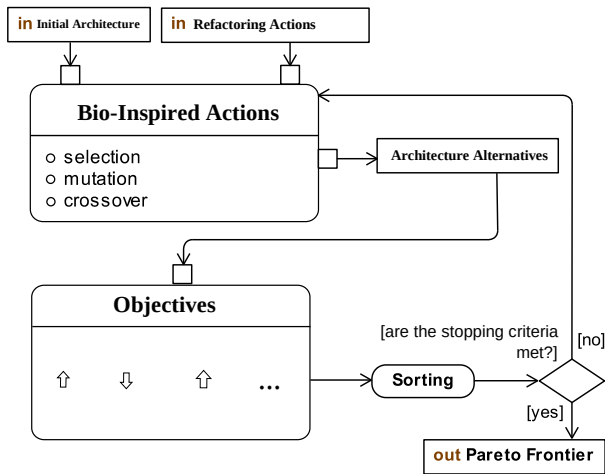 in Initial Architecture
in Refactoring Actions
Bio-Inspired Actions
selection
mutation
crossover
Architecture Alternatives
Objectives
...
[are the stopping criteria
met?]
[no]
Sorting
[yes]
out Pareto Frontier